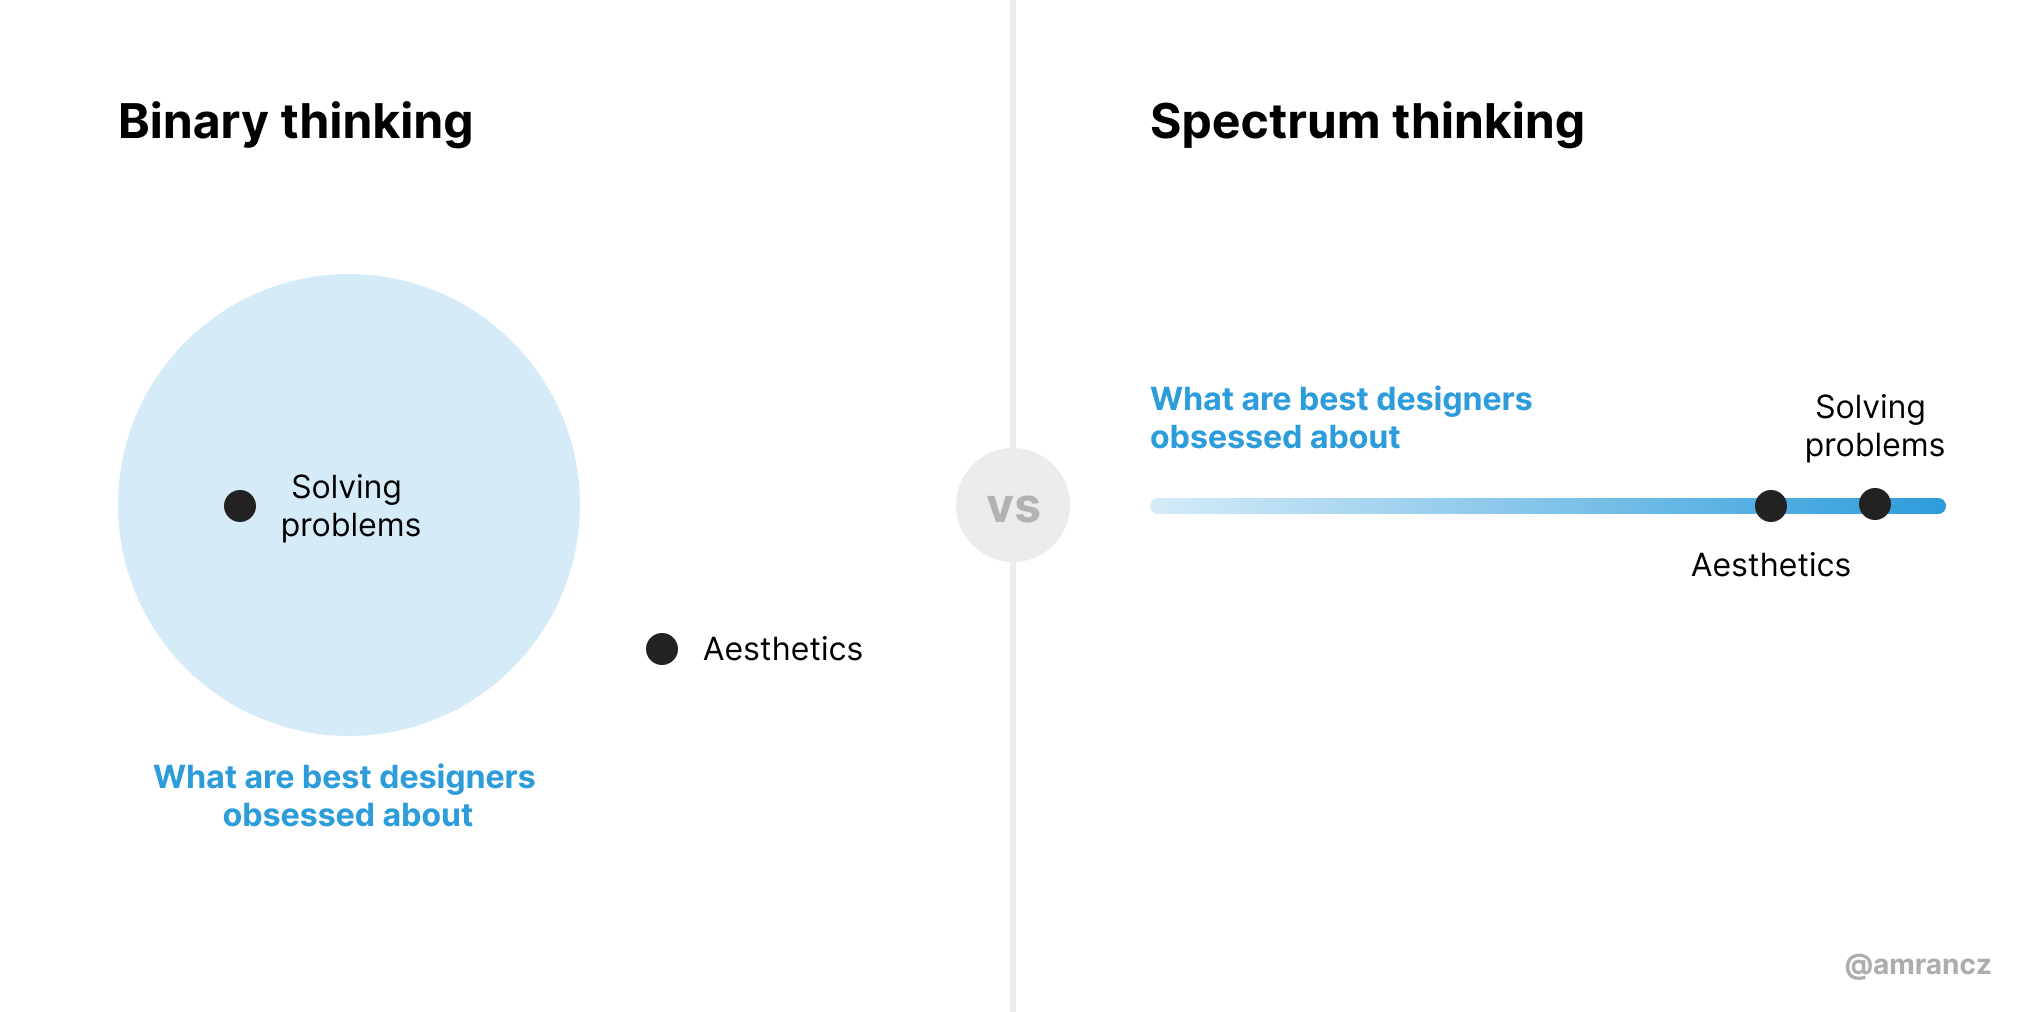 Binary thinking
Solving
problems
Aesthetics
What are best designers
obsessed about
vs
Spectrum thinking
What are best designers
obsessed about
Solving
problems
Aesthetics
@amrancz